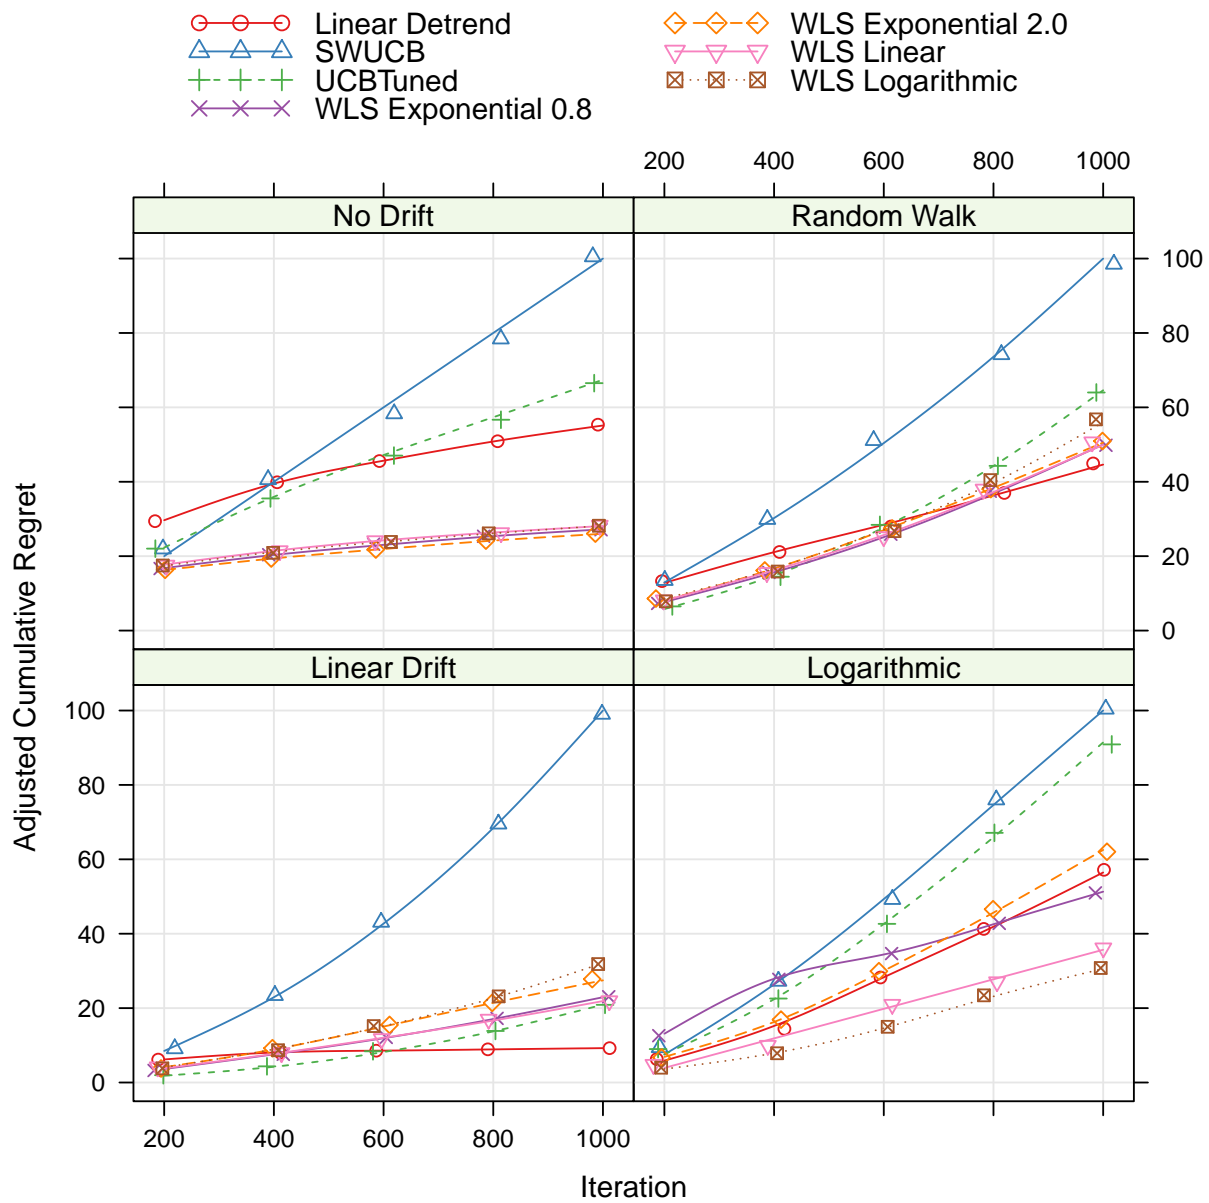 Linear Detrend
SWUCB
UCBTuned
WLS Exponential 0.8
WLS Exponential 2.0
WLS Linear
WLS Logarithmic
200 400 600 800 1000
No Drift
Random Walk
100
80
60
40
20
0
Linear Drift
Logarithmic
100
80
60
40
20
0
200 400 600 800 1000
Adjusted Cumulative Regret
Iteration